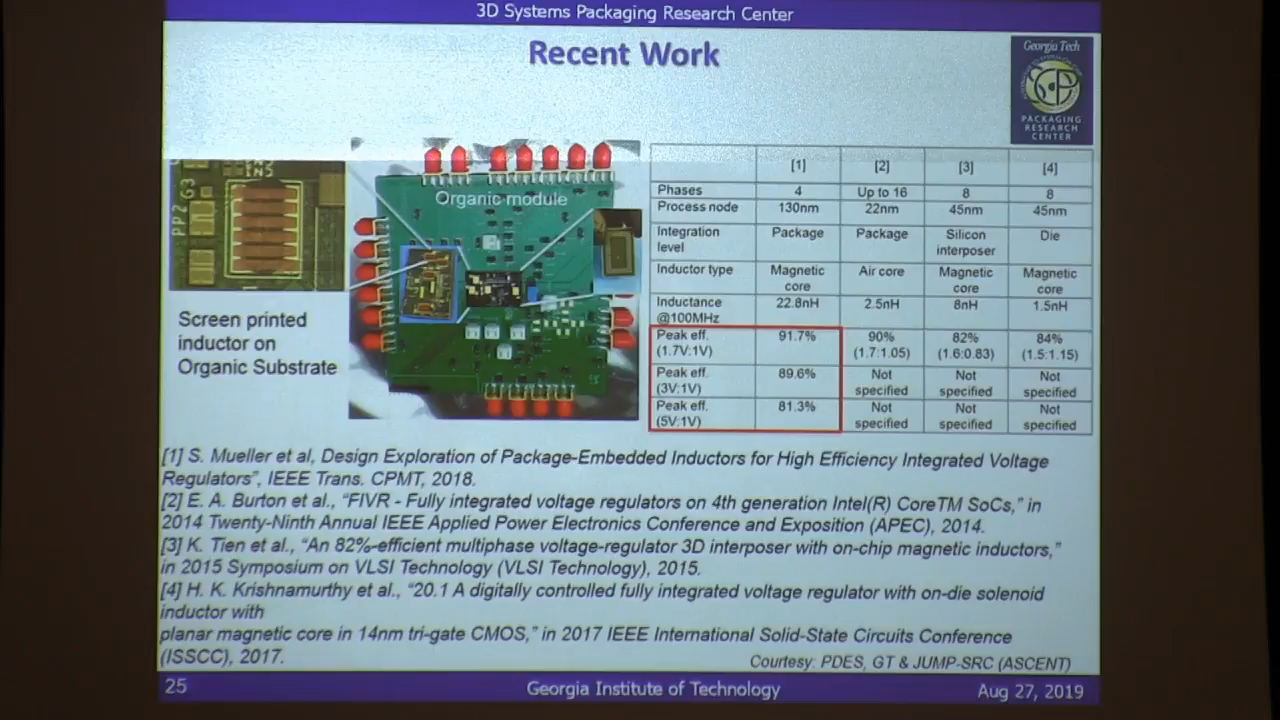 3D Systems Packaging Research Center
Recent Work
Georgia Tech
PACKAGING
RESEARCH
CENTER
G3
PP2
Organic module
Screen printed
inductor on
Organic Substrate
[1] [2] [3] [4]
Phases 4 Up to 16 8 8
Process node 130nm 22nm 45nm 45nm
Integration level Package Package Silicon interposer Die
Inductor type Magnetic core Air core Magnetic core Magnetic core
Inductance @100MHz 22.8nH 2.5nH 8nH 1.5nH
Peak eff. (1.7V:1V) 91.7% 90% (1.7:1.05) 82% (1.6:0.83) 84% (1.5:1.15)
Peak eff. (3V:1V) 89.6% Not specified Not specified Not specified
Peak eff. (5V:1V) 81.3% Not specified Not specified Not specified
[1] S. Mueller et al, Design Exploration of Package-Embedded Inductors for High Efficiency Integrated Voltage
Regulators”, IEEE Trans. CPMT, 2018.
[2] E. A. Burton et al., “FIVR - Fully integrated voltage regulators on 4th generation Intel(R) CoreTM SoCs,” in
2014 Twenty-Ninth Annual IEEE Applied Power Electronics Conference and Exposition (APEC), 2014.
[3] K. Tien et al., “An 82%-efficient multiphase voltage-regulator 3D interposer with on-chip magnetic inductors,”
in 2015 Symposium on VLSI Technology (VLSI Technology), 2015.
[4] H. K. Krishnamurthy et al., “20.1 A digitally controlled fully integrated voltage regulator with on-die solenoid
inductor with
planar magnetic core in 14nm tri-gate CMOS,” in 2017 IEEE International Solid-State Circuits Conference
(ISSCC), 2017.
Courtesy: PDES, GT & JUMP-SRC (ASCENT)
25 Georgia Institute of Technology Aug 27, 2019